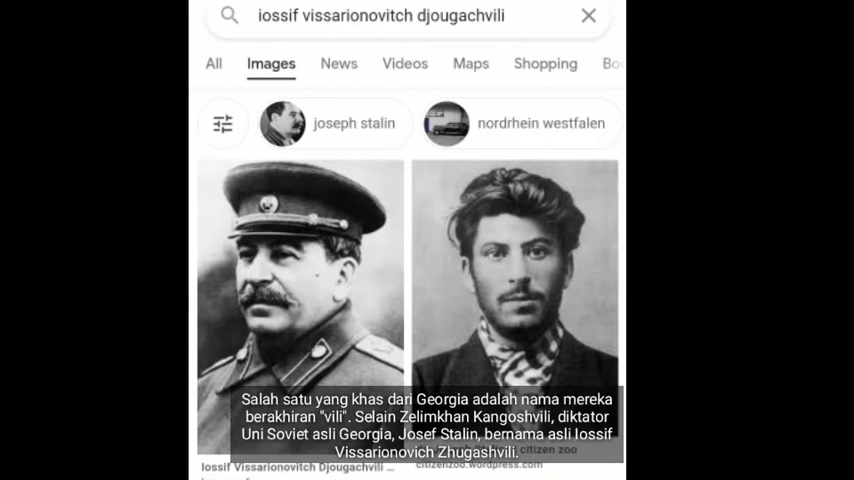 iossif vissarionovitch djougachvili
All Images News Videos Maps Shopping
joseph stalin nordrhein westfalen
Salah satu yang khas dari Georgia adalah nama mereka
berakhiran "vili". Selain Zelimkhan Kangoshvili, diktator
Uni Soviet asli Georgia, Josef Stalin, bernama asli Iossif
Vissarionovich Zhugashvili.
citizen zoo
Iossif Vissarionovitch Djougachvili ...
citizenzoo.wordpress.com